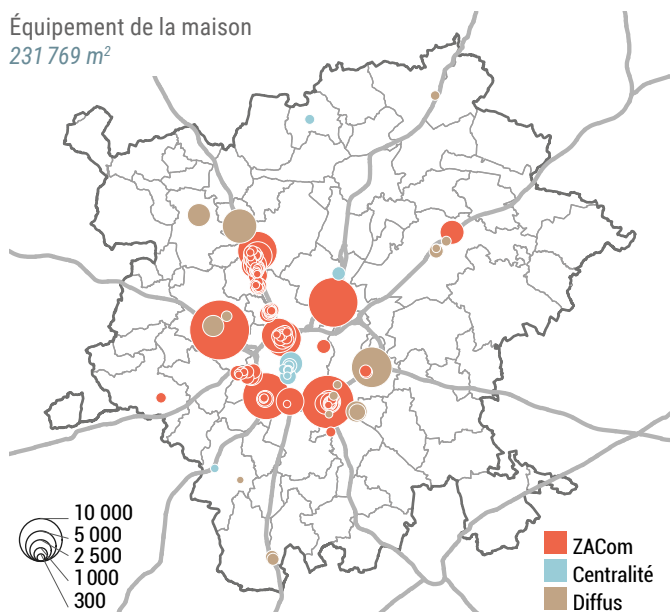 Équipement de la maison
231 769 m²
10 000
5 000
2 500
1 000
300
ZACom
Centralité
Diffus